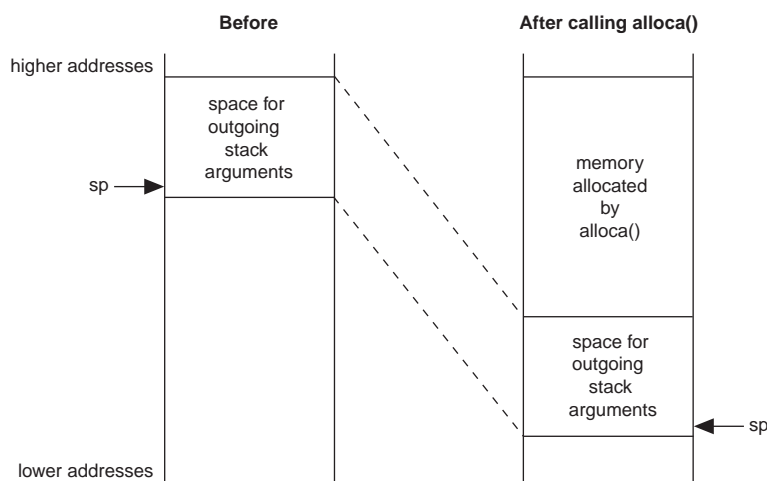 Before
After calling alloca()
higher addresses
space for
outgoing
stack
arguments
sp
memory
allocated
by
alloca()
space for
outgoing
stack
arguments
sp
lower addresses